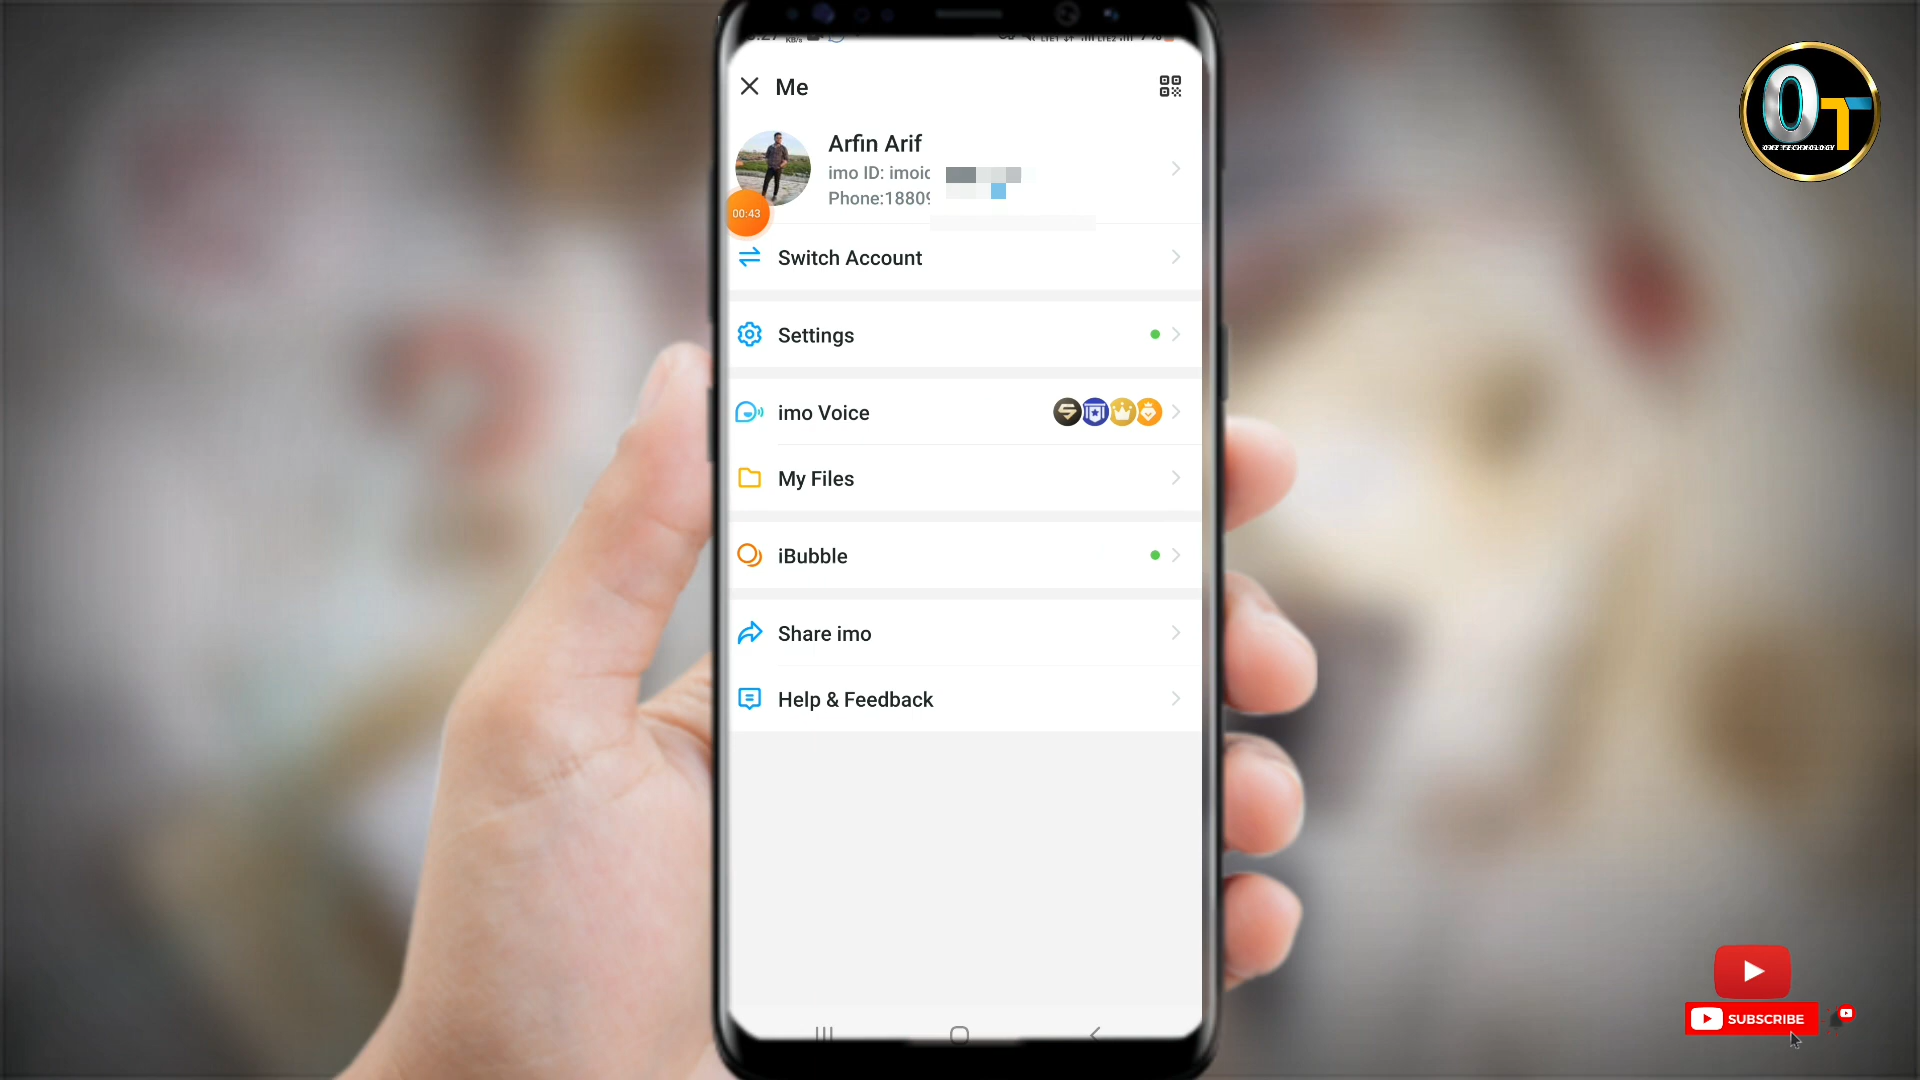 Me
Arfin Arif
imo ID: imoid
Phone:18809
00:43
Switch Account
Settings
imo Voice
My Files
iBubble
Share imo
Help & Feedback
OT
SUBSCRIBE